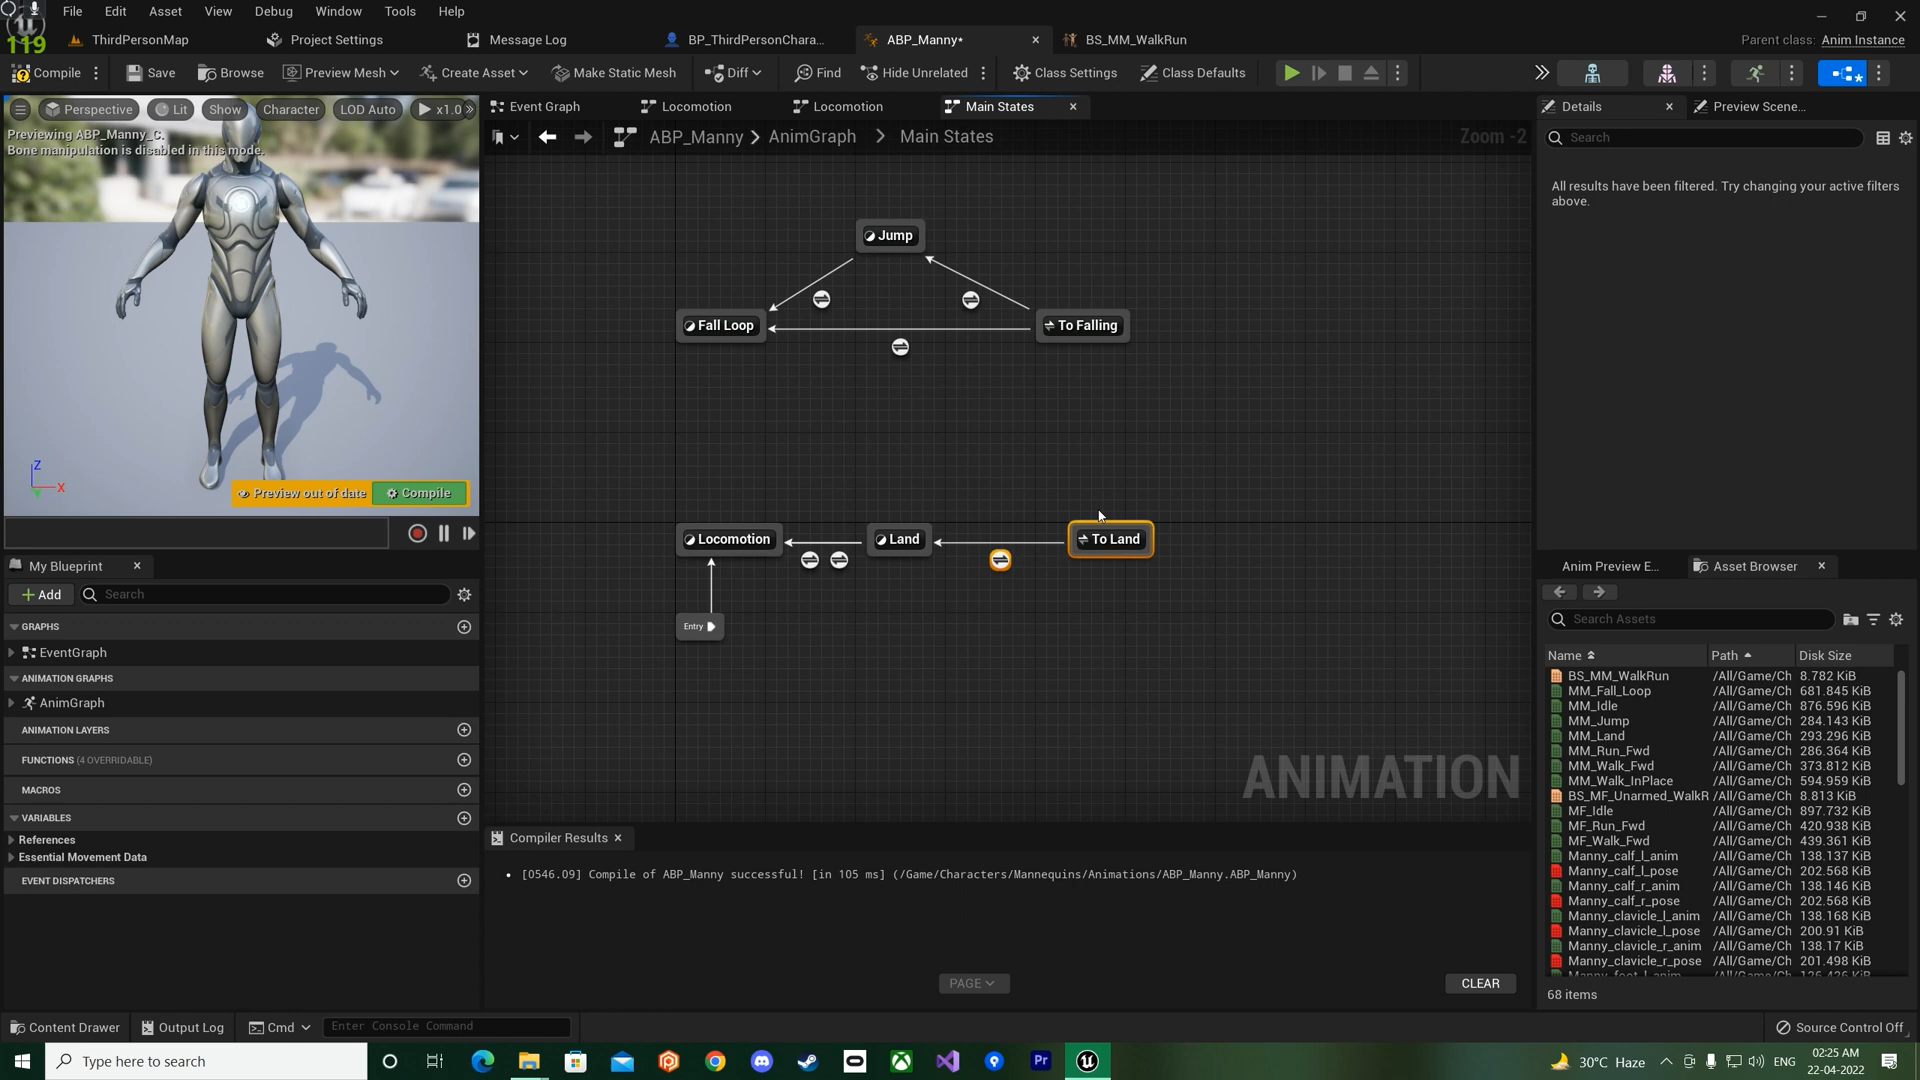 File Edit Asset View Debug Window Tools Help
119
ThirdPersonMap Project Settings Message Log BP_ThirdPersonChara... ABP_Manny* BS_MM_WalkRun Parent class: Anim Instance
Compile Save Browse Preview Mesh Create Asset Make Static Mesh Diff Find Hide Unrelated Class Settings Class Defaults
Perspective Lit Show Character LOD Auto x1.0
Previewing ABP_Manny_C.
Bone manipulation is disabled in this mode.
Z
X
Preview out of date Compile
Event Graph Locomotion Locomotion Main States
ABP_Manny AnimGraph Main States Zoom -2
Jump
Fall Loop To Falling
Locomotion Land To Land
Entry
ANIMATION
Details Preview Scene...
Search
All results have been filtered. Try changing your active filters
above.
My Blueprint
Add Search
GRAPHS
EventGraph
ANIMATION GRAPHS
AnimGraph
ANIMATION LAYERS
FUNCTIONS (4 OVERRIDABLE)
MACROS
VARIABLES
References
Essential Movement Data
EVENT DISPATCHERS
Compiler Results
• [0546.09] Compile of ABP_Manny successful! [in 105 ms] (/Game/Characters/Mannequins/Animations/ABP_Manny.ABP_Manny)
PAGE CLEAR
Anim Preview E... Asset Browser
Search Assets
Name Path Disk Size
BS_MM_WalkRun /All/Game/Ch 8.782 KiB
MM_Fall_Loop /All/Game/Ch 681.845 KiB
MM_Idle /All/Game/Ch 876.596 KiB
MM_Jump /All/Game/Ch 284.143 KiB
MM_Land /All/Game/Ch 293.296 KiB
MM_Run_Fwd /All/Game/Ch 286.364 KiB
MM_Walk_Fwd /All/Game/Ch 373.812 KiB
MM_Walk_InPlace /All/Game/Ch 594.959 KiB
BS_MF_Unarmed_WalkR /All/Game/Ch 8.813 KiB
MF_Idle /All/Game/Ch 897.732 KiB
MF_Run_Fwd /All/Game/Ch 420.938 KiB
MF_Walk_Fwd /All/Game/Ch 439.361 KiB
Manny_calf_l_anim /All/Game/Ch 138.137 KiB
Manny_calf_l_pose /All/Game/Ch 202.568 KiB
Manny_calf_r_anim /All/Game/Ch 138.146 KiB
Manny_calf_r_pose /All/Game/Ch 202.568 KiB
Manny_clavicle_l_anim /All/Game/Ch 138.168 KiB
Manny_clavicle_l_pose /All/Game/Ch 200.91 KiB
Manny_clavicle_r_anim /All/Game/Ch 138.17 KiB
Manny_clavicle_r_pose /All/Game/Ch 201.498 KiB
68 items
Content Drawer Output Log Cmd Enter Console Command Source Control Off
Type here to search Pr 30°C Haze ENG 02:25 AM
22-04-2022